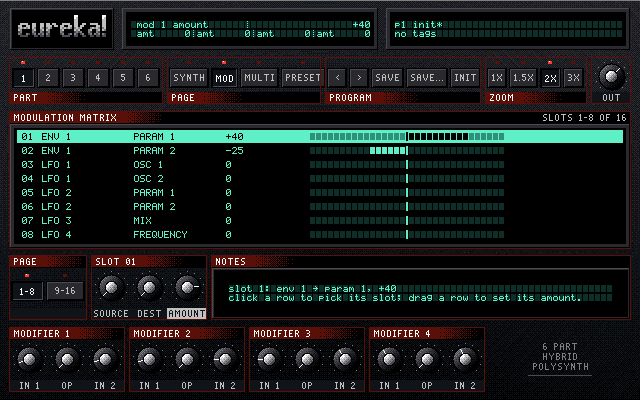 eureka!
mod 1 amount | +40
amt 0|amt 0|amt 0|amt 0
p1 init*
no tags
1 2 3 4 5 6
PART
SYNTH MOD MULTI PRESET
PAGE
< > SAVE SAVE... INIT
PROGRAM
1X 1.5X 2X 3X
ZOOM
OUT
MODULATION MATRIX
SLOTS 1-8 OF 16
01 ENV 1 PARAM 1 +40
02 ENV 1 PARAM 2 -25
03 LFO 1 OSC 1 0
04 LFO 1 OSC 2 0
05 LFO 2 PARAM 1 0
06 LFO 2 PARAM 2 0
07 LFO 3 MIX 0
08 LFO 4 FREQUENCY 0
PAGE
1-8 9-16
SLOT 01
SOURCE DEST AMOUNT
NOTES
slot 1: env 1 → param 1, +40
click a row to pick its slot; drag a row to set its amount.
MODIFIER 1
IN 1 OP IN 2
MODIFIER 2
IN 1 OP IN 2
MODIFIER 3
IN 1 OP IN 2
MODIFIER 4
IN 1 OP IN 2
6 PART
HYBRID
POLYSYNTH